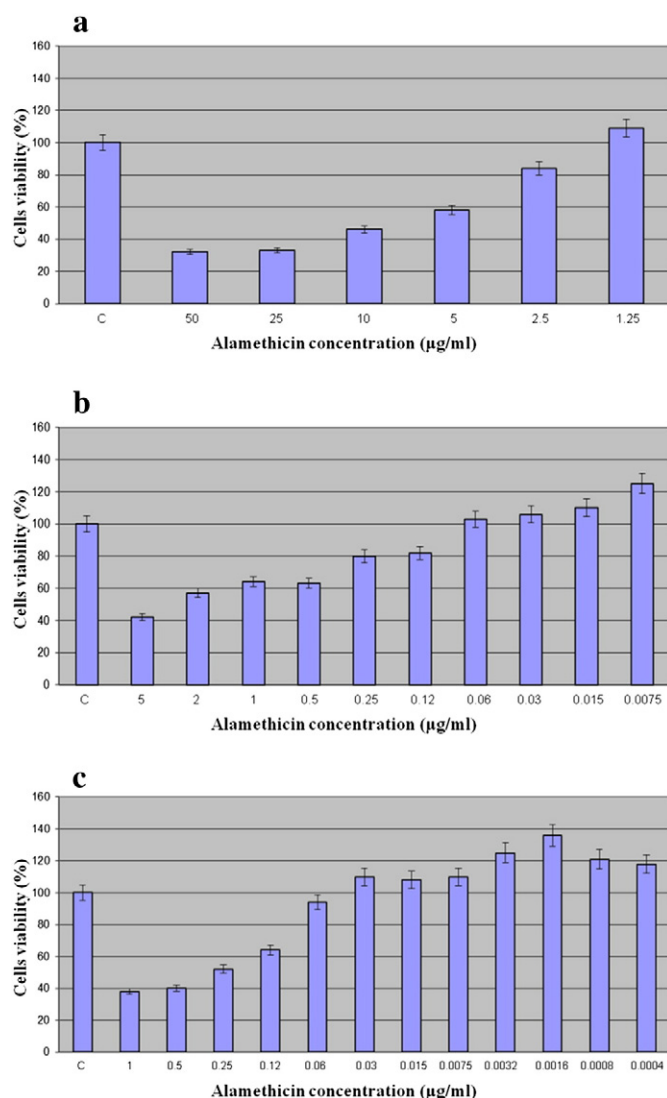 a
160
140
120
100
80
60
40
20
0
Cells viability (%)
C 50 25 10 5 2.5 1.25
Alamethicin concentration (µg/ml)
b
160
140
120
100
80
60
40
20
0
Cells viability (%)
C 5 2 1 0.5 0.25 0.12 0.06 0.03 0.015 0.0075
Alamethicin concentration (µg/ml)
c
160
140
120
100
80
60
40
20
0
Cells viability (%)
C 1 0.5 0.25 0.12 0.06 0.03 0.015 0.0075 0.0032 0.0016 0.0008 0.0004
Alamethicin concentration (µg/ml)